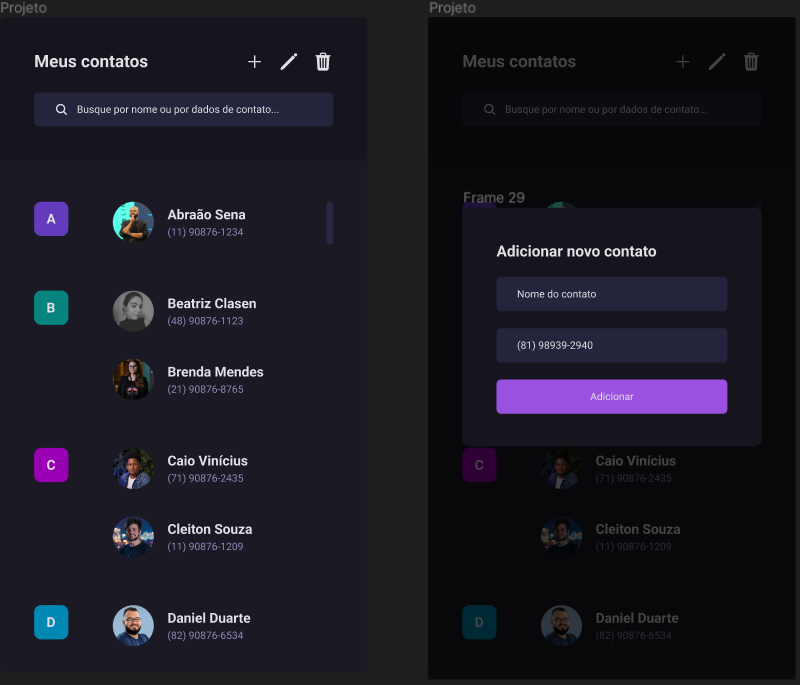 Projeto
Meus contatos
Busque por nome ou por dados de contato...
A
Abraão Sena
(11) 90876-1234
B
Beatriz Clasen
(48) 90876-1123
Brenda Mendes
(21) 90876-8765
C
Caio Vinícius
(71) 90876-2435
Cleiton Souza
(11) 90876-1209
D
Daniel Duarte
(82) 90876-6534
Projeto
Meus contatos
Busque por nome ou por dados de contato...
Frame 29
Adicionar novo contato
Nome do contato
(81) 98939-2940
Adicionar
C
Caio Vinícius
(71) 90876-2435
Cleiton Souza
(11) 90876-1209
D
Daniel Duarte
(82) 90876-6534